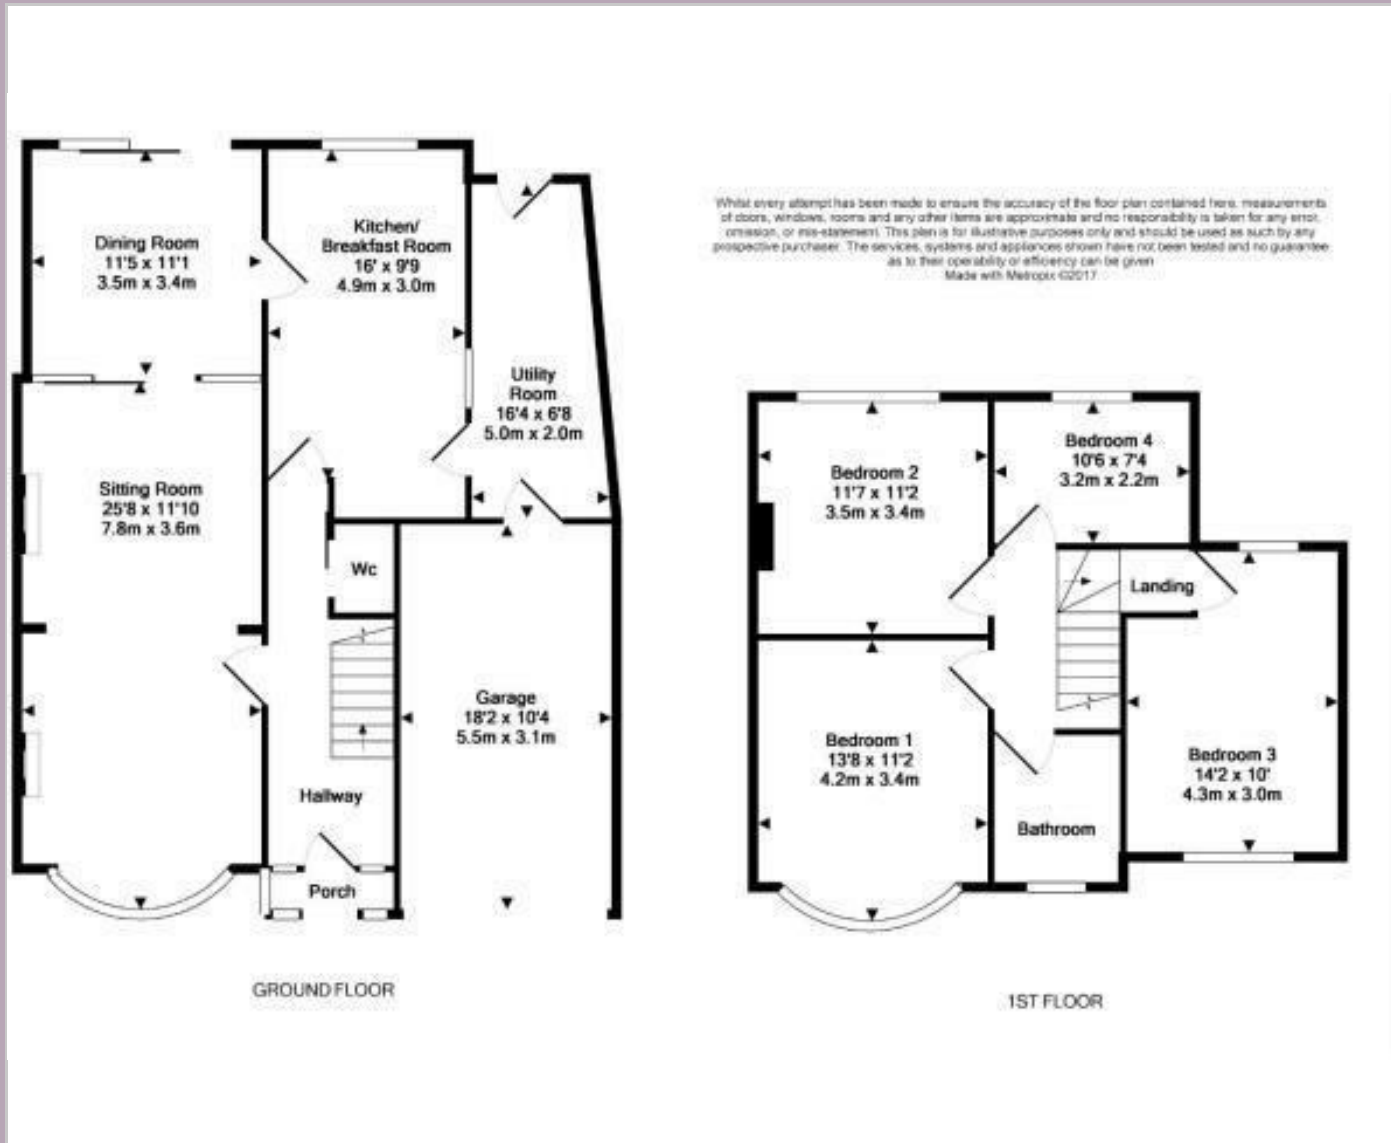 Dining Room
11'5 x 11'1
3.5m x 3.4m
Kitchen/
Breakfast Room
16' x 9'9
4.9m x 3.0m
Utility
Room
16'4 x 6'8
5.0m x 2.0m
Sitting Room
25'8 x 11'10
7.8m x 3.6m
Wc
Garage
18'2 x 10'4
5.5m x 3.1m
Hallway
Porch
GROUND FLOOR
Whilst every attempt has been made to ensure the accuracy of the floor plan contained here, measurements
of doors, windows, rooms and any other items are approximate and no responsibility is taken for any error,
omission, or mis-statement. This plan is for illustrative purposes only and should be used as such by any
prospective purchaser. The services, systems and appliances shown have not been tested and no guarantee
as to their operability or efficiency can be given
Made with Metropix ©2017
Bedroom 2
11'7 x 11'2
3.5m x 3.4m
Bedroom 4
10'6 x 7'4
3.2m x 2.2m
Landing
Bedroom 1
13'8 x 11'2
4.2m x 3.4m
Bedroom 3
14'2 x 10'
4.3m x 3.0m
Bathroom
1ST FLOOR